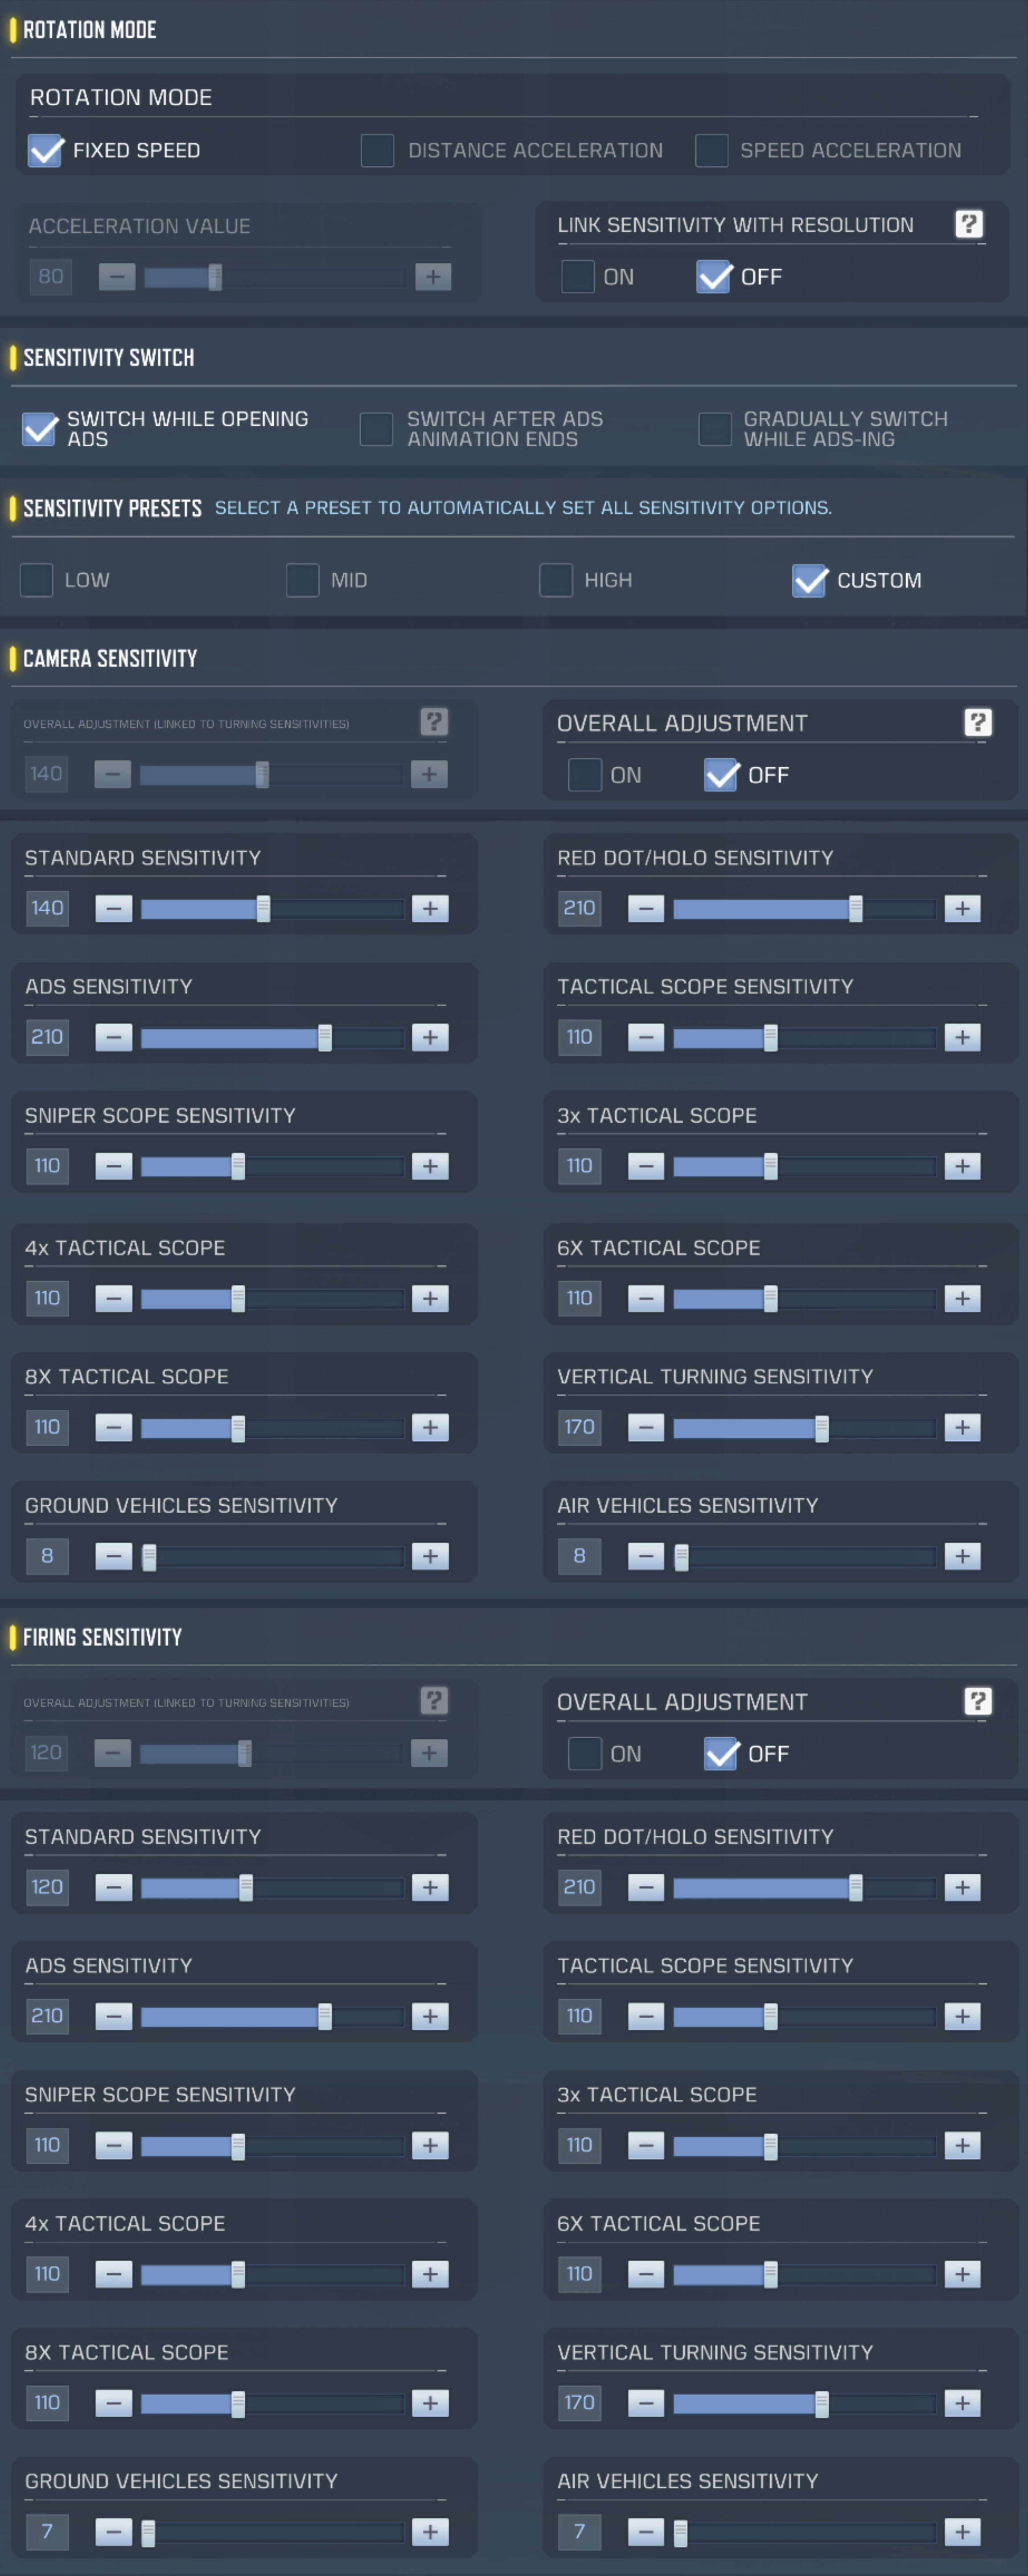 ROTATION MODE
ROTATION MODE
FIXED SPEED DISTANCE ACCELERATION SPEED ACCELERATION
ACCELERATION VALUE LINK SENSITIVITY WITH RESOLUTION ?
80 − + ON OFF
SENSITIVITY SWITCH
SWITCH WHILE OPENING SWITCH AFTER ADS GRADUALLY SWITCH
ADS ANIMATION ENDS WHILE ADS-ING
SENSITIVITY PRESETS SELECT A PRESET TO AUTOMATICALLY SET ALL SENSITIVITY OPTIONS.
LOW MID HIGH CUSTOM
CAMERA SENSITIVITY
OVERALL ADJUSTMENT (LINKED TO TURNING SENSITIVITIES) ? OVERALL ADJUSTMENT ?
140 − + ON OFF
STANDARD SENSITIVITY RED DOT/HOLO SENSITIVITY
140 − + 210 − +
ADS SENSITIVITY TACTICAL SCOPE SENSITIVITY
210 − + 110 − +
SNIPER SCOPE SENSITIVITY 3x TACTICAL SCOPE
110 − + 110 − +
4x TACTICAL SCOPE 6X TACTICAL SCOPE
110 − + 110 − +
8X TACTICAL SCOPE VERTICAL TURNING SENSITIVITY
110 − + 170 − +
GROUND VEHICLES SENSITIVITY AIR VEHICLES SENSITIVITY
8 − + 8 − +
FIRING SENSITIVITY
OVERALL ADJUSTMENT (LINKED TO TURNING SENSITIVITIES) ? OVERALL ADJUSTMENT ?
120 − + ON OFF
STANDARD SENSITIVITY RED DOT/HOLO SENSITIVITY
120 − + 210 − +
ADS SENSITIVITY TACTICAL SCOPE SENSITIVITY
210 − + 110 − +
SNIPER SCOPE SENSITIVITY 3x TACTICAL SCOPE
110 − + 110 − +
4x TACTICAL SCOPE 6X TACTICAL SCOPE
110 − + 110 − +
8X TACTICAL SCOPE VERTICAL TURNING SENSITIVITY
110 − + 170 − +
GROUND VEHICLES SENSITIVITY AIR VEHICLES SENSITIVITY
7 − + 7 − +